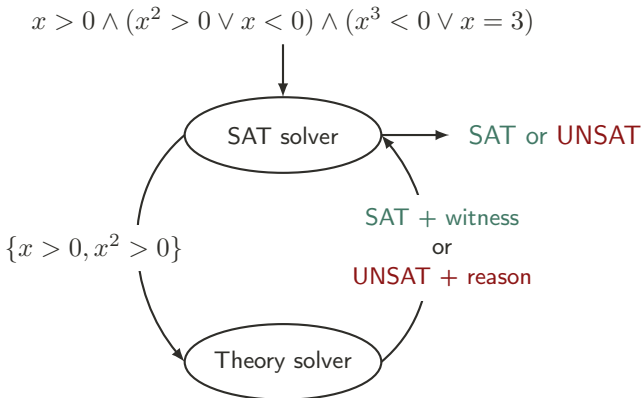 x > 0 ∧ (x² > 0 ∨ x < 0) ∧ (x³ < 0 ∨ x = 3)
SAT solver
SAT or UNSAT
SAT + witness
or
{x > 0, x² > 0}
UNSAT + reason
Theory solver